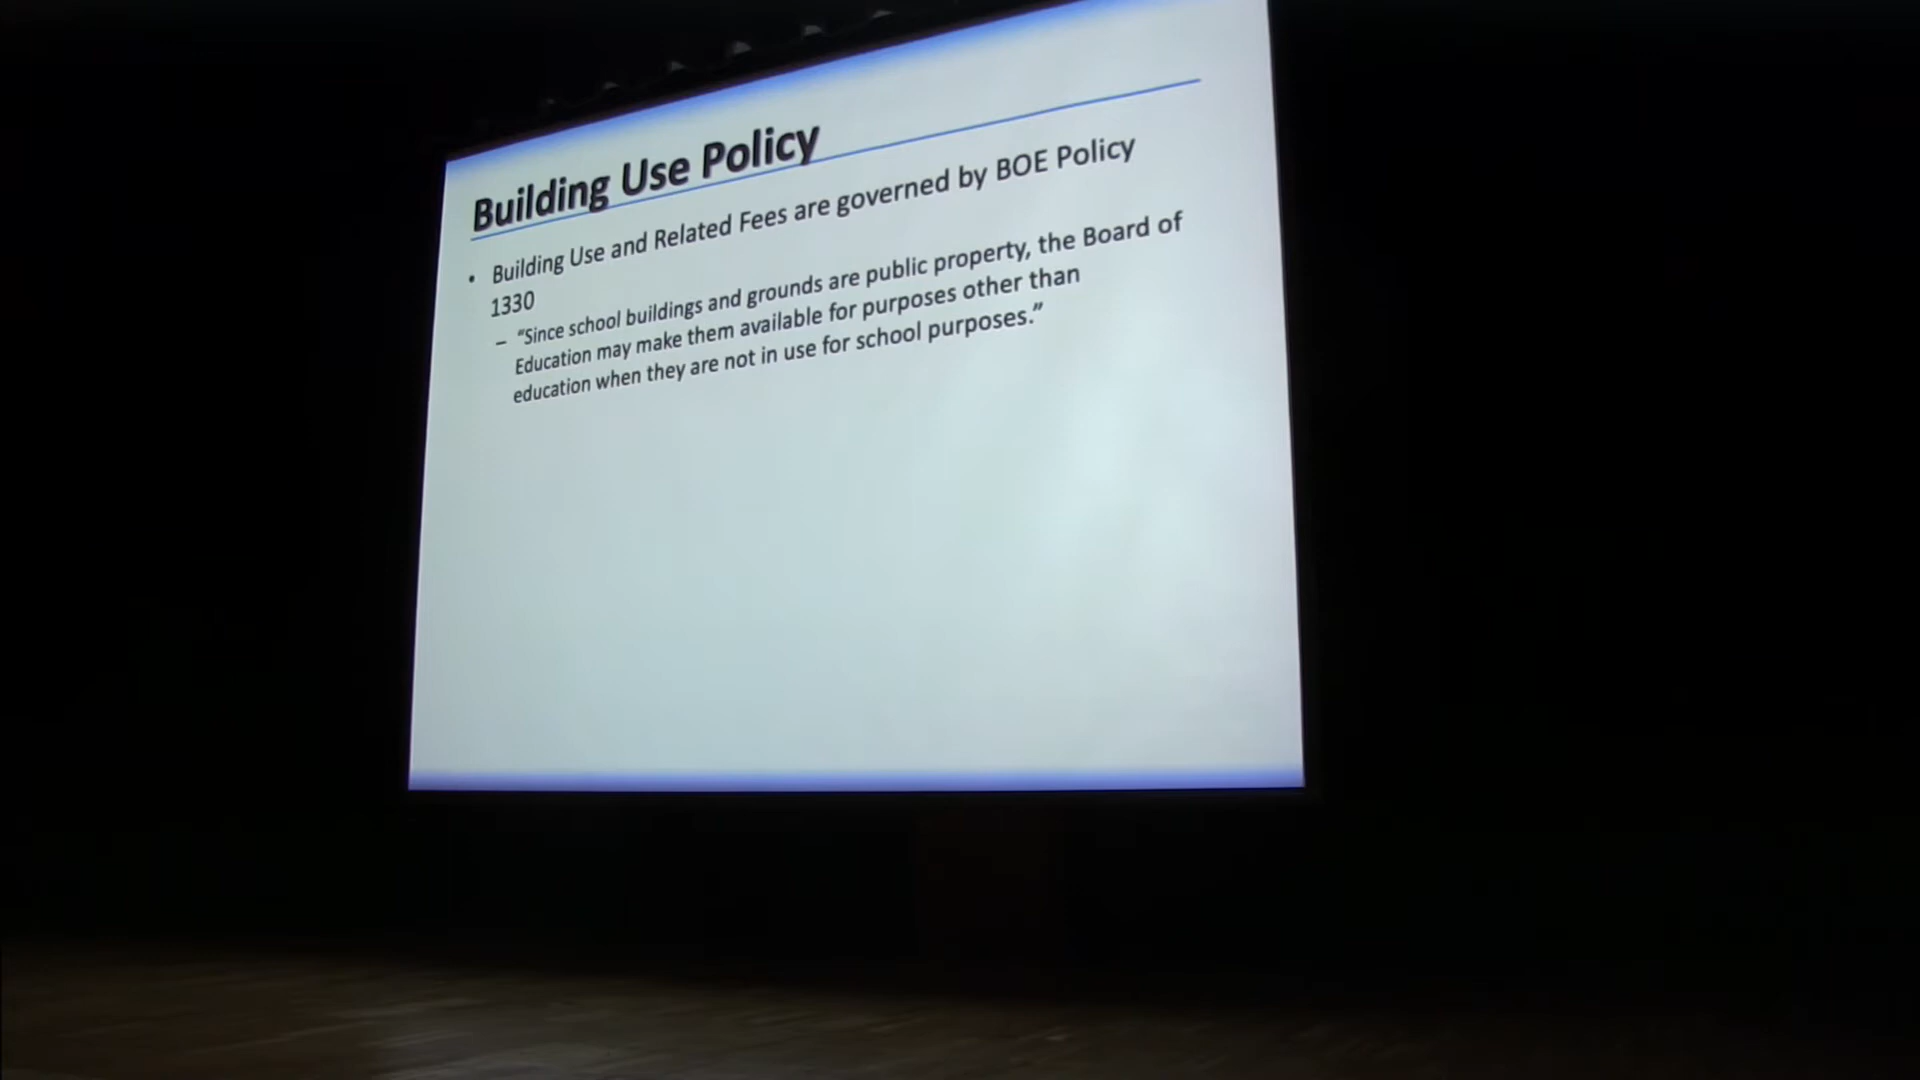 Building Use Policy
• Building Use and Related Fees are governed by BOE Policy
1330
– “Since school buildings and grounds are public property, the Board of
Education may make them available for purposes other than
education when they are not in use for school purposes.”